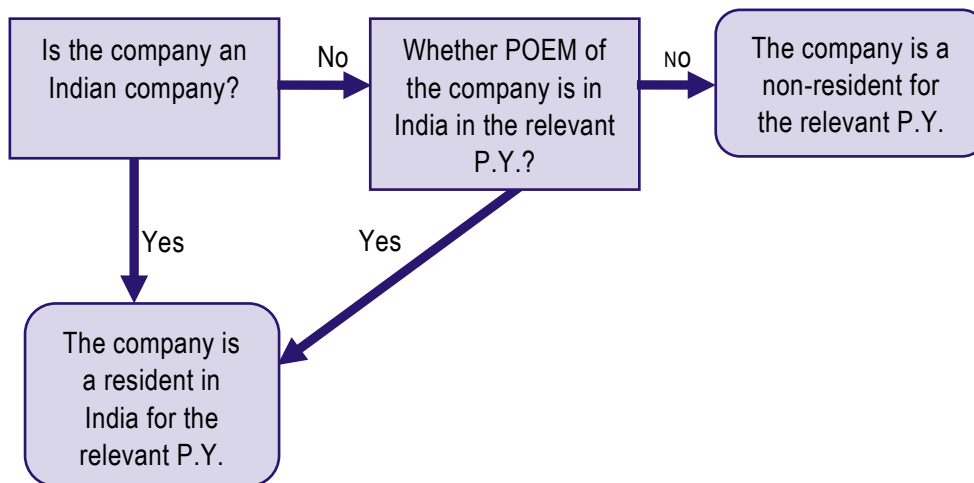 Is the company an
Indian company?
No
Whether POEM of
the company is in
India in the relevant
P.Y.?
No
The company is a
non-resident for
the relevant P.Y.
Yes
Yes
The company is
a resident in
India for the
relevant P.Y.